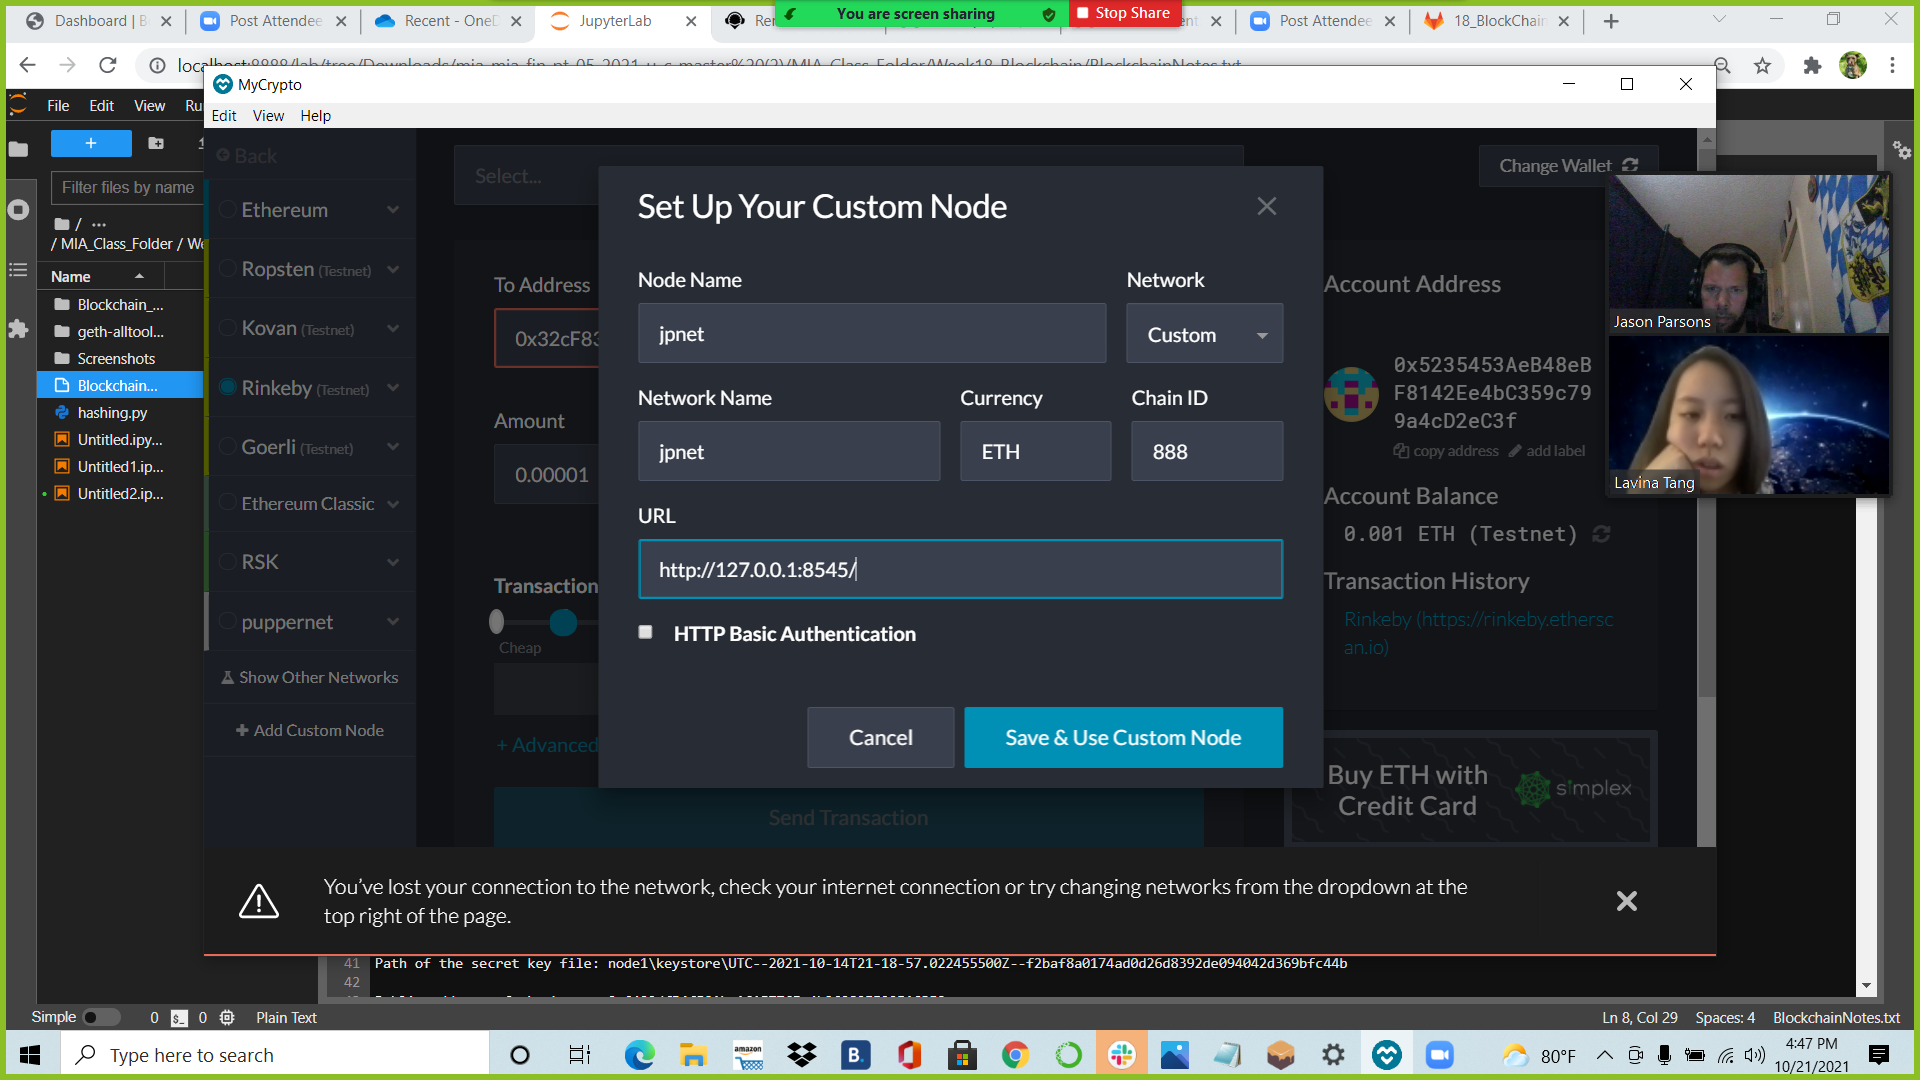 Dashboard | B
Post Attendee
Recent - OneD
JupyterLab
Ren
You are screen sharing
Stop Share
ent
Post Attendee
18_BlockChain
localhost:8888/lab/tree/Downloads/mia-mia-fin-pt-05-2021-u-c-master%20(2)/MIA_Class_Folder/Week18_Blockchain/BlockchainNotes.txt
MyCrypto
File
Edit
View
Ru
Edit
View
Help
Back
Select...
Change Wallet
Filter files by name
/ ...
/ MIA_Class_Folder / We
Name
Blockchain_...
geth-alltool...
Screenshots
Blockchain...
hashing.py
Untitled.ipy...
Untitled1.ip...
Untitled2.ip...
Ethereum
Ropsten (Testnet)
Kovan (Testnet)
Rinkeby (Testnet)
Goerli (Testnet)
Ethereum Classic
RSK
puppernet
Show Other Networks
Add Custom Node
To Address
0x32cF83
Amount
0.00001
Transaction
Cheap
+ Advanced
Send Transaction
Set Up Your Custom Node
Node Name
Network
jpnet
Custom
Network Name
Currency
Chain ID
jpnet
ETH
888
URL
http://127.0.0.1:8545/
HTTP Basic Authentication
Cancel
Save & Use Custom Node
Account Address
0x5235453AeB48eB
F8142Ee4bC359c79
9a4cD2eC3f
copy address
add label
Account Balance
0.001 ETH (Testnet)
Transaction History
Rinkeby (https://rinkeby.ethersc
an.io)
Buy ETH with
Credit Card
simplex
Jason Parsons
Lavina Tang
You've lost your connection to the network, check your internet connection or try changing networks from the dropdown at the
top right of the page.
41 Path of the secret key file: node1\keystore\UTC--2021-10-14T21-18-57.022455500Z--f2baf8a0174ad0d26d8392de094042d369bfc44b
42
Simple
0
0
Plain Text
Ln 8, Col 29
Spaces: 4
BlockchainNotes.txt
Type here to search
amazon
B.
80°F
4:47 PM
10/21/2021